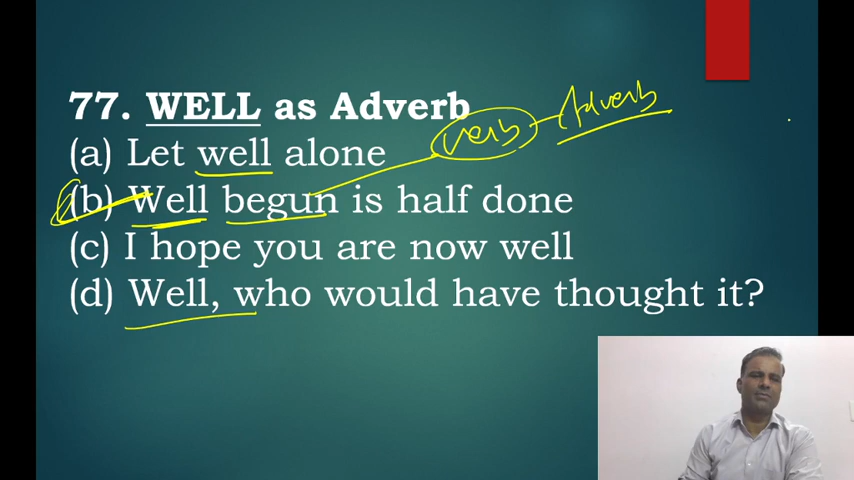 77. WELL as Adverb
verb - Adverb
(a) Let well alone
(b) Well begun is half done
(c) I hope you are now well
(d) Well, who would have thought it?